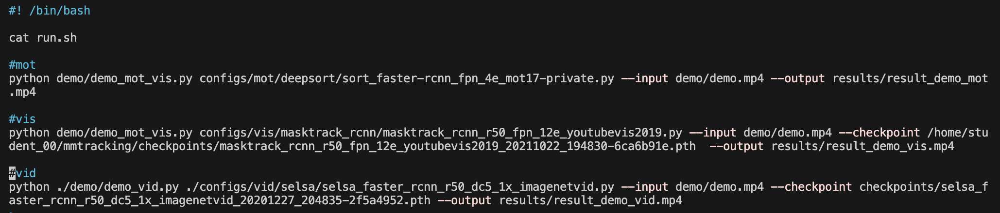 #! /bin/bash
cat run.sh
#mot
python demo/demo_mot_vis.py configs/mot/deepsort/sort_faster-rcnn_fpn_4e_mot17-private.py --input demo/demo.mp4 --output results/result_demo_mot
.mp4
#vis
python demo/demo_mot_vis.py configs/vis/masktrack_rcnn/masktrack_rcnn_r50_fpn_12e_youtubevis2019.py --input demo/demo.mp4 --checkpoint /home/stu
dent_00/mmtracking/checkpoints/masktrack_rcnn_r50_fpn_12e_youtubevis2019_20211022_194830-6ca6b91e.pth  --output results/result_demo_vis.mp4
#vid
python ./demo/demo_vid.py ./configs/vid/selsa/selsa_faster_rcnn_r50_dc5_1x_imagenetvid.py --input demo/demo.mp4 --checkpoint checkpoints/selsa_f
aster_rcnn_r50_dc5_1x_imagenetvid_20201227_204835-2f5a4952.pth --output results/result_demo_vid.mp4